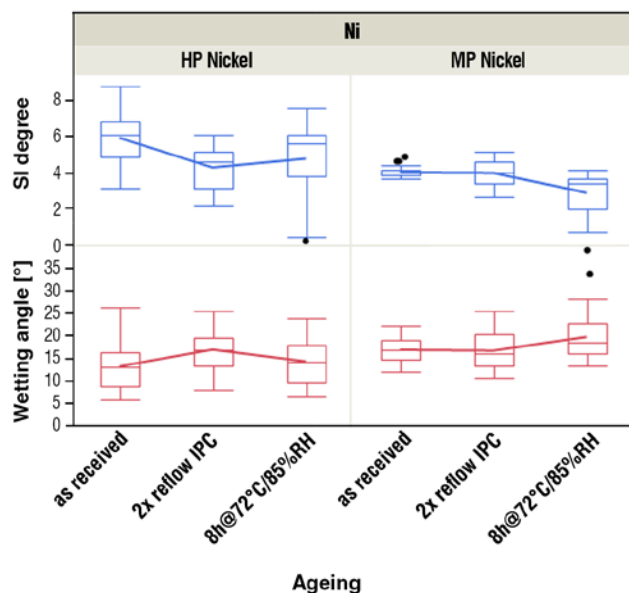 Ni
HP Nickel MP Nickel
SI degree
8
6
4
2
0
Wetting angle [°]
35
30
25
20
15
10
5
0
as received
2x reflow IPC
8h@72°C/85%RH
as received
2x reflow IPC
8h@72°C/85%RH
Ageing